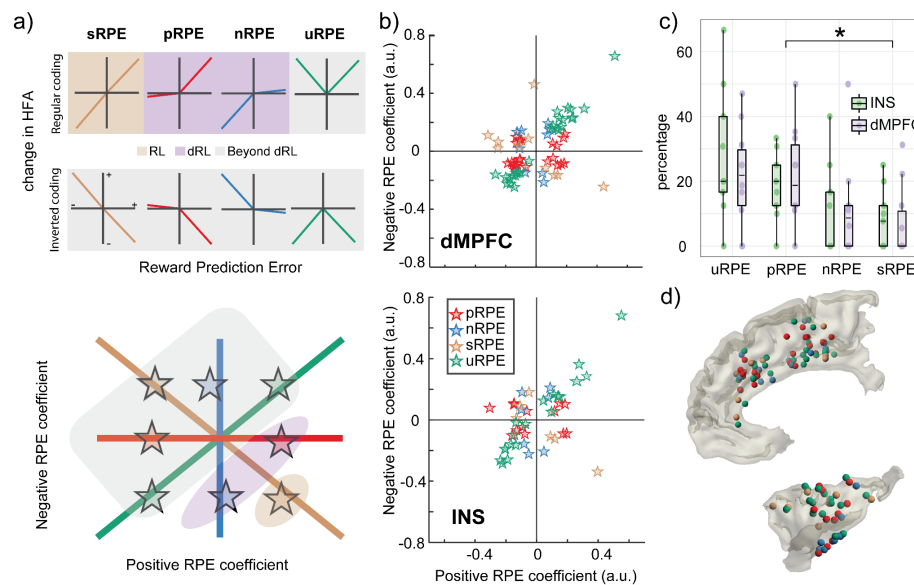 a)
sRPE pRPE nRPE uRPE
change in HFA
Regular coding
RL dRL Beyond dRL
Inverted coding
+
- +
-
Reward Prediction Error
Negative RPE coefficient
Positive RPE coefficient
b)
Negative RPE coefficient (a.u.)
0.8
0.4
0
-0.4
-0.8
dMPFC
Negative RPE coefficient (a.u.)
0.8
0.4
0
-0.4
-0.8
pRPE
nRPE
sRPE
uRPE
INS
-0.4 0 0.4
Positive RPE coefficient (a.u.)
c)
*
percentage
60
40
20
0
INS
dMPFC
uRPE pRPE nRPE sRPE
d)